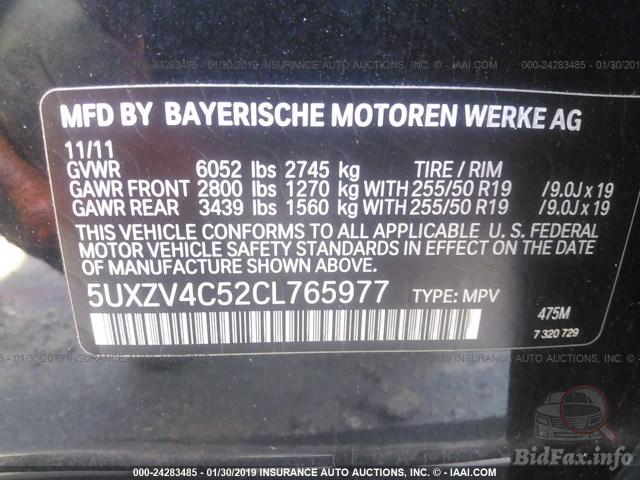 000-24283485 - 01/30/2019 INSURANCE AUTO AUCTIONS, INC. - © - IAAI.COM
MFD BY BAYERISCHE MOTOREN WERKE AG
11/11
GVWR 6052 lbs 2745 kg TIRE / RIM
GAWR FRONT 2800 lbs 1270 kg WITH 255/50 R19 /9.0J x 19
GAWR REAR 3439 lbs 1560 kg WITH 255/50 R19 /9.0J x 19
THIS VEHICLE CONFORMS TO ALL APPLICABLE U. S. FEDERAL
MOTOR VEHICLE SAFETY STANDARDS IN EFFECT ON THE DATE
OF MANUFACTURE SHOWN ABOVE.
5UXZV4C52CL765977 TYPE: MPV
475M
7 320 729
BidFax.info
000-24283485 - 01/30/2019 INSURANCE AUTO AUCTIONS, INC. - © - IAAI.COM